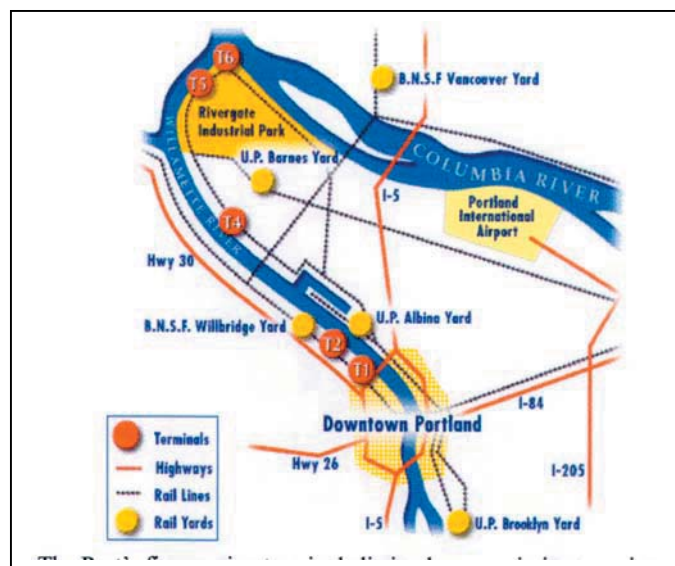 T6
T5
B.N.S.F Vancouver Yard
Rivergate
Industrial Park
WILLAMETTE RIVER
U.P. Barnes Yard
COLUMBIA RIVER
I-5
Portland
International
Airport
T4
Hwy 30
B.N.S.F. Willbridge Yard
U.P. Albina Yard
T2
T1
I-84
Downtown Portland
Terminals
Highways
Rail Lines
Rail Yards
Hwy 26
I-205
I-5
U.P. Brooklyn Yard